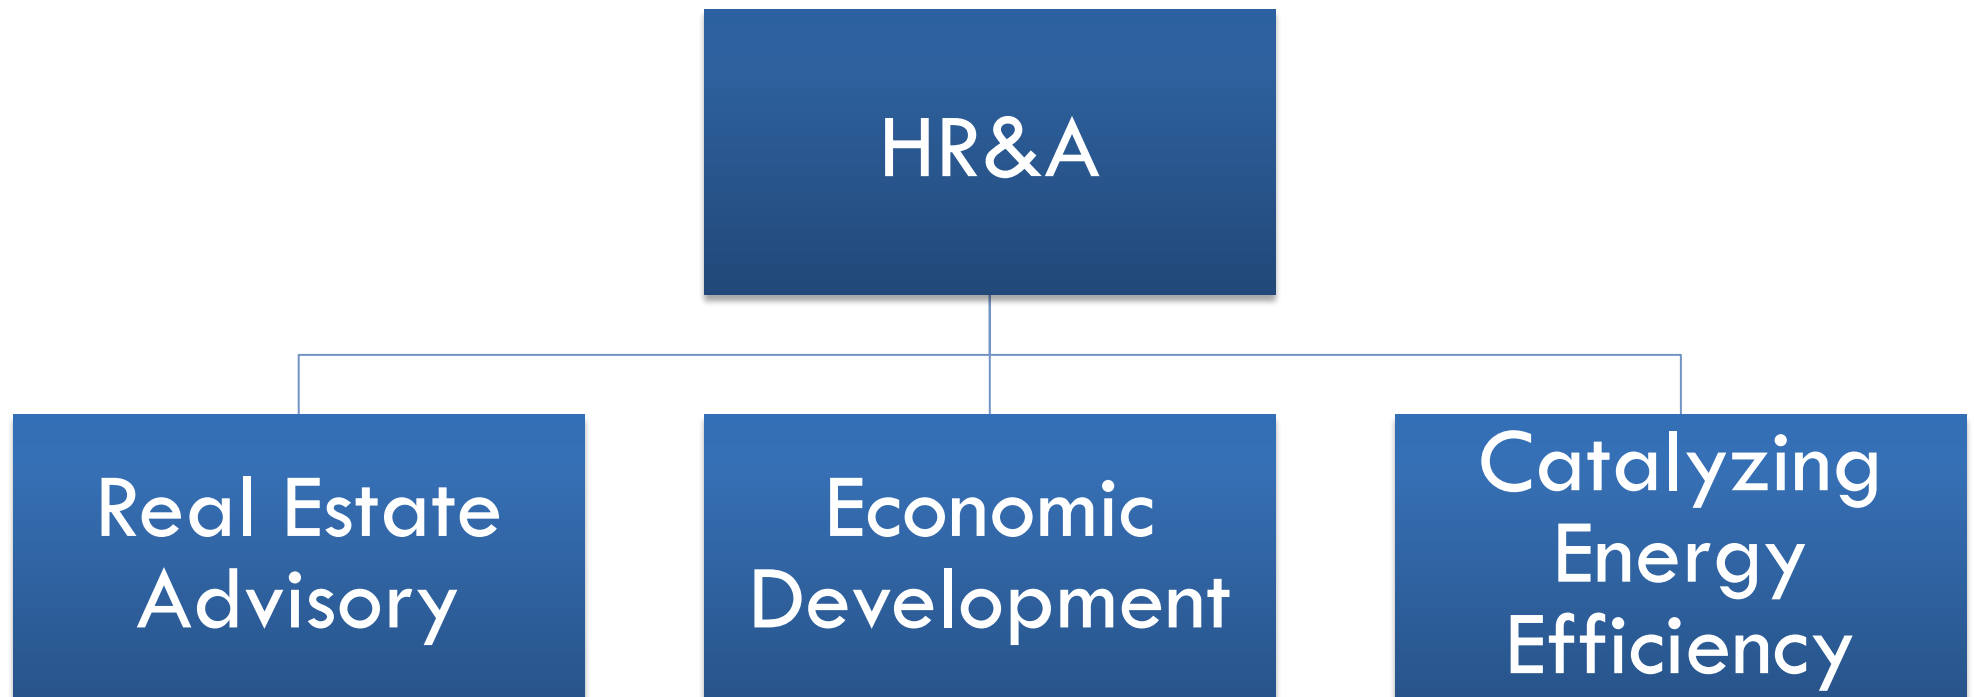 HR&A
Real Estate
Advisory
Economic
Development
Catalyzing
Energy
Efficiency